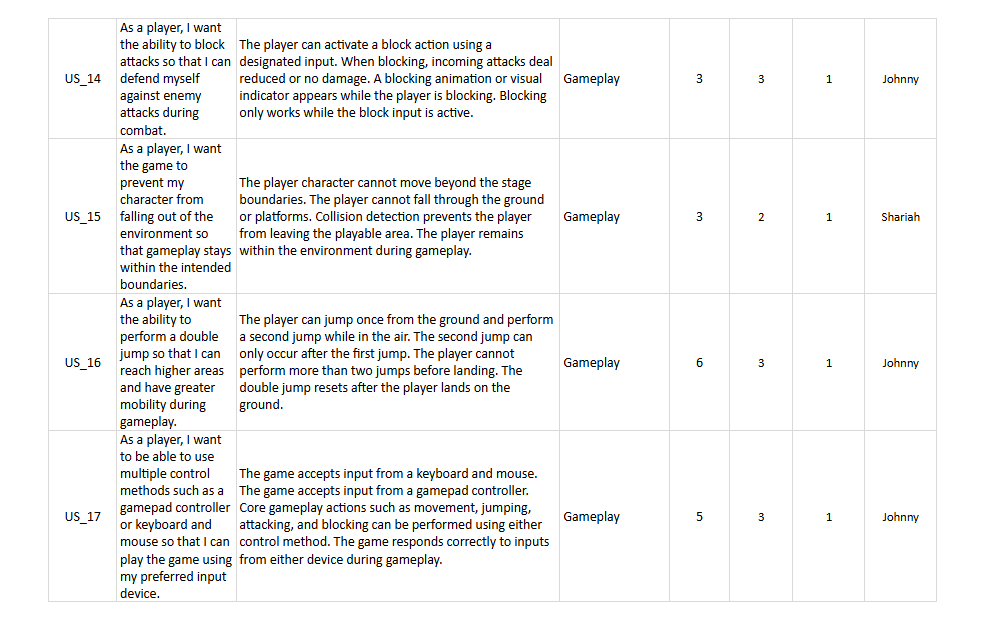 US_14
As a player, I want
the ability to block
attacks so that I can
defend myself
against enemy
attacks during
combat.
The player can activate a block action using a
designated input. When blocking, incoming attacks deal
reduced or no damage. A blocking animation or visual
indicator appears while the player is blocking. Blocking
only works while the block input is active.
Gameplay
3
3
1
Johnny
US_15
As a player, I want
the game to
prevent my
character from
falling out of the
environment so
that gameplay stays
within the intended
boundaries.
The player character cannot move beyond the stage
boundaries. The player cannot fall through the ground
or platforms. Collision detection prevents the player
from leaving the playable area. The player remains
within the environment during gameplay.
Gameplay
3
2
1
Shariah
US_16
As a player, I want
the ability to
perform a double
jump so that I can
reach higher areas
and have greater
mobility during
gameplay.
The player can jump once from the ground and perform
a second jump while in the air. The second jump can
only occur after the first jump. The player cannot
perform more than two jumps before landing. The
double jump resets after the player lands on the
ground.
Gameplay
6
3
1
Johnny
US_17
As a player, I want
to be able to use
multiple control
methods such as a
gamepad controller
or keyboard and
mouse so that I can
play the game using
my preferred input
device.
The game accepts input from a keyboard and mouse.
The game accepts input from a gamepad controller.
Core gameplay actions such as movement, jumping,
attacking, and blocking can be performed using either
control method. The game responds correctly to inputs
from either device during gameplay.
Gameplay
5
3
1
Johnny